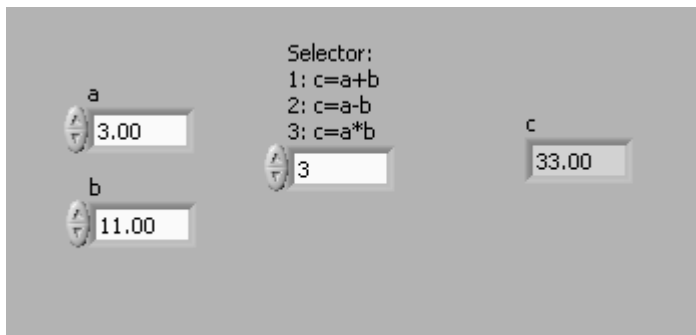 a
3.00
b
11.00
Selector:
1: c=a+b
2: c=a-b
3: c=a*b
3
c
33.00